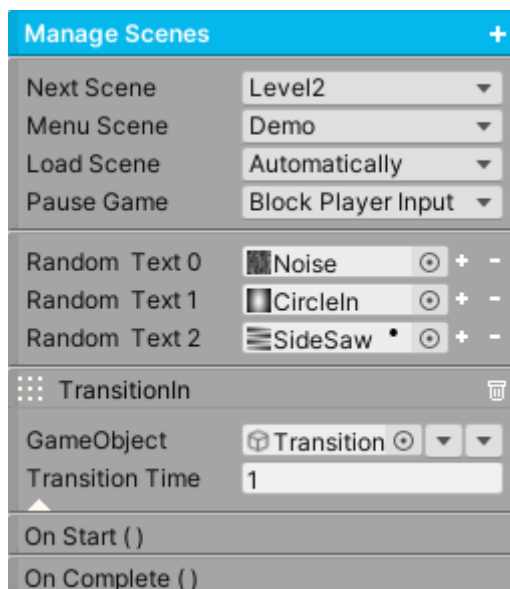 Manage Scenes +
Next Scene Level2
Menu Scene Demo
Load Scene Automatically
Pause Game Block Player Input
Random Text 0 Noise + -
Random Text 1 CircleIn + -
Random Text 2 SideSaw + -
TransitionIn
GameObject Transition
Transition Time 1
On Start ( )
On Complete ( )